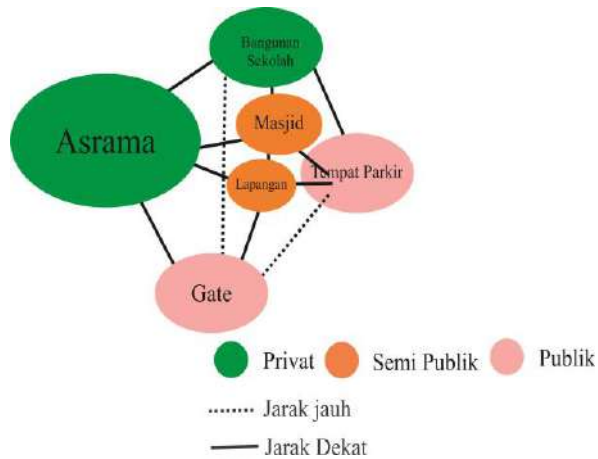 Bangunan
Sekolah
Asrama
Masjid
Tempat Parkir
Lapangan
Gate
Privat
Semi Publik
Publik
Jarak jauh
Jarak Dekat